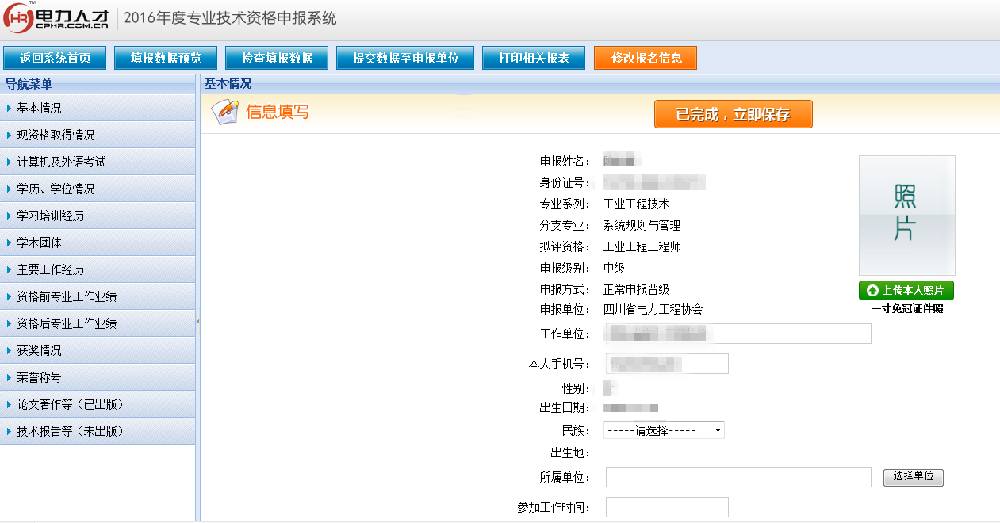 HR TM 电力人才 CPHR.COM.CN 2016年度专业技术资格申报系统
返回系统首页 填报数据预览 检查填报数据 提交数据至申报单位 打印相关报表 修改报名信息
导航菜单
基本情况
现资格取得情况
计算机及外语考试
学历、学位情况
学习培训经历
学术团体
主要工作经历
资格前专业工作业绩
资格后专业工作业绩
获奖情况
荣誉称号
论文著作等（已出版）
技术报告等（未出版）
基本情况
信息填写 已完成，立即保存
申报姓名：
身份证号：
专业系列： 工业工程技术
分支专业： 系统规划与管理
拟评资格： 工业工程工程师
申报级别： 中级
申报方式： 正常申报晋级
申报单位： 四川省电力工程协会
工作单位：
本人手机号：
性别：
出生日期：
民族： -----请选择-----
出生地：
所属单位： 选择单位
参加工作时间：
照
片
上传本人照片
一寸免冠证件照